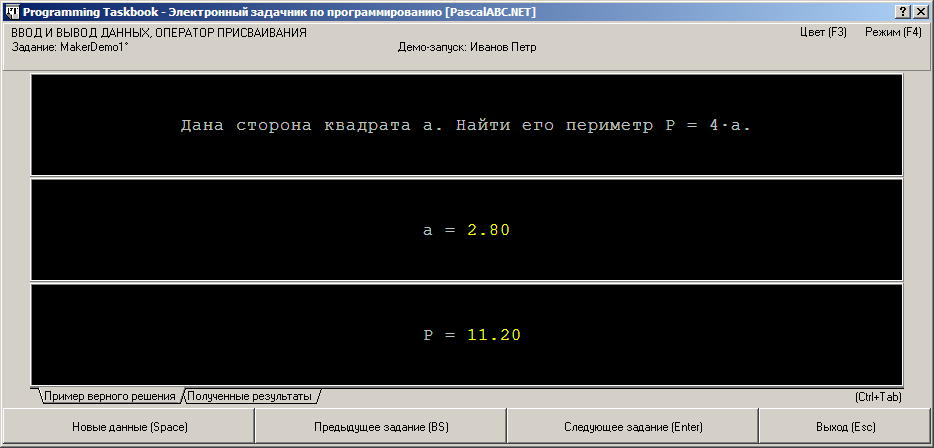 Programming Taskbook - Электронный задачник по программированию [PascalABC.NET]
ВВОД И ВЫВОД ДАННЫХ, ОПЕРАТОР ПРИСВАИВАНИЯ
Цвет (F3) Режим (F4)
Задание: MakerDemo1° Демо-запуск: Иванов Петр
Дана сторона квадрата a. Найти его периметр P = 4·a.
a = 2.80
P = 11.20
Пример верного решения Полученные результаты (Ctrl+Tab)
Новые данные (Space) Предыдущее задание (BS) Следующее задание (Enter) Выход (Esc)